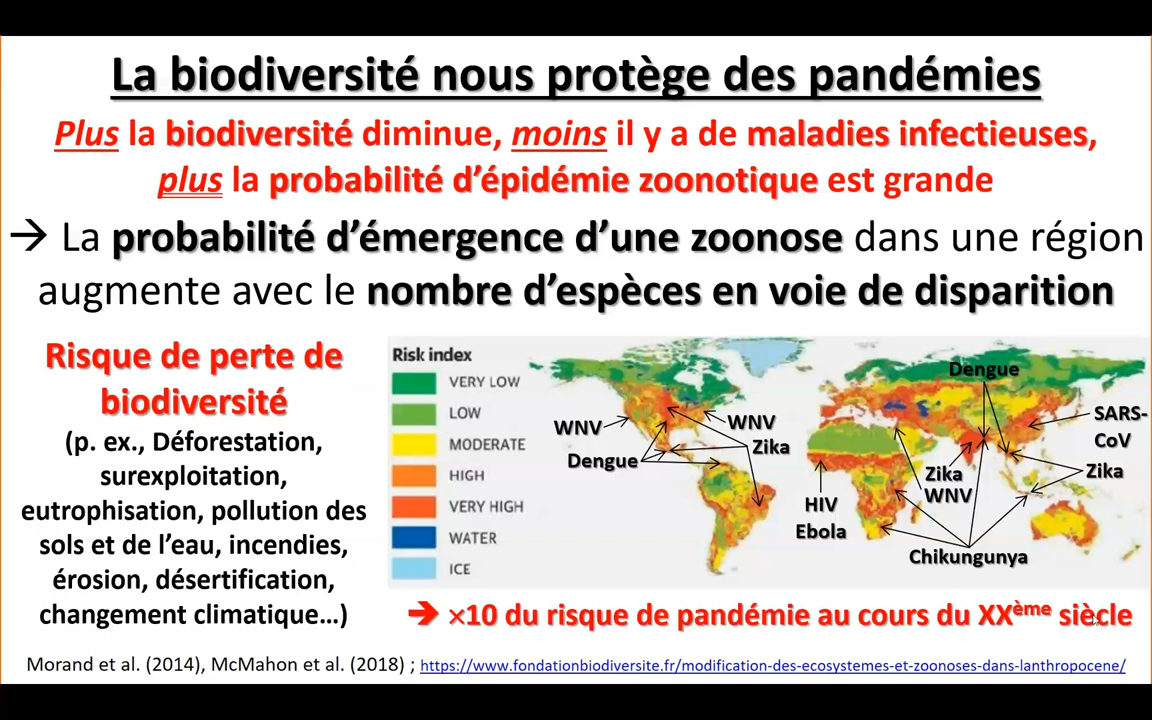 La biodiversité nous protège des pandémies
Plus la biodiversité diminue, moins il y a de maladies infectieuses,
plus la probabilité d’épidémie zoonotique est grande
→ La probabilité d’émergence d’une zoonose dans une région
augmente avec le nombre d’espèces en voie de disparition
Risque de perte de
biodiversité
(p. ex., Déforestation,
surexploitation,
eutrophisation, pollution des
sols et de l’eau, incendies,
érosion, désertification,
changement climatique…)
Risk index
VERY LOW
LOW
MODERATE
HIGH
VERY HIGH
WATER
ICE
WNV
Dengue
WNV
Zika
HIV
Ebola
Dengue
Zika
WNV
Chikungunya
SARS-
CoV
Zika
➔ ×10 du risque de pandémie au cours du XXème siècle
Morand et al. (2014), McMahon et al. (2018) ; https://www.fondationbiodiversite.fr/modification-des-ecosystemes-et-zoonoses-dans-lanthropocene/